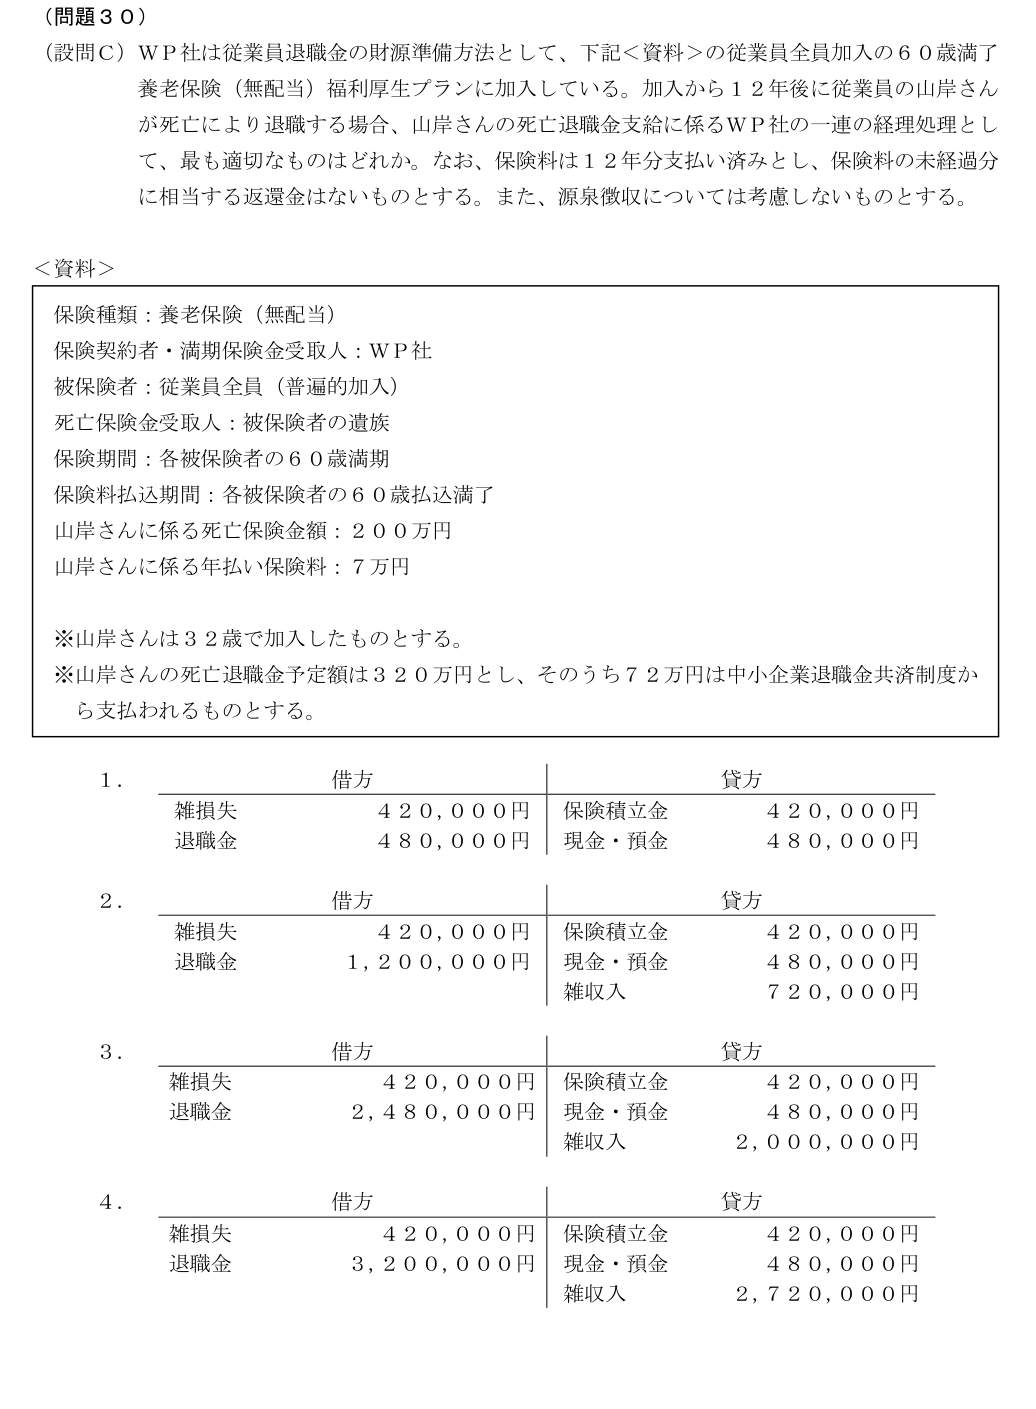 （問題３０）
（設問Ｃ）ＷＰ社は従業員退職金の財源準備方法として、下記＜資料＞の従業員全員加入の６０歳満了
養老保険（無配当）福利厚生プランに加入している。加入から１２年後に従業員の山岸さん
が死亡により退職する場合、山岸さんの死亡退職金支給に係るＷＰ社の一連の経理処理とし
て、最も適切なものはどれか。なお、保険料は１２年分支払い済みとし、保険料の未経過分
に相当する返還金はないものとする。また、源泉徴収については考慮しないものとする。
＜資料＞
保険種類：養老保険（無配当）
保険契約者・満期保険金受取人：ＷＰ社
被保険者：従業員全員（普遍的加入）
死亡保険金受取人：被保険者の遺族
保険期間：各被保険者の６０歳満期
保険料払込期間：各被保険者の６０歳払込満了
山岸さんに係る死亡保険金額：２００万円
山岸さんに係る年払い保険料：７万円
※山岸さんは３２歳で加入したものとする。
※山岸さんの死亡退職金予定額は３２０万円とし、そのうち７２万円は中小企業退職金共済制度か
ら支払われるものとする。
１． 借方 貸方
雑損失 ４２０,０００円 保険積立金 ４２０,０００円
退職金 ４８０,０００円 現金・預金 ４８０,０００円
２． 借方 貸方
雑損失 ４２０,０００円 保険積立金 ４２０,０００円
退職金 １,２００,０００円 現金・預金 ４８０,０００円
雑収入 ７２０,０００円
３． 借方 貸方
雑損失 ４２０,０００円 保険積立金 ４２０,０００円
退職金 ２,４８０,０００円 現金・預金 ４８０,０００円
雑収入 ２,０００,０００円
４． 借方 貸方
雑損失 ４２０,０００円 保険積立金 ４２０,０００円
退職金 ３,２００,０００円 現金・預金 ４８０,０００円
雑収入 ２,７２０,０００円